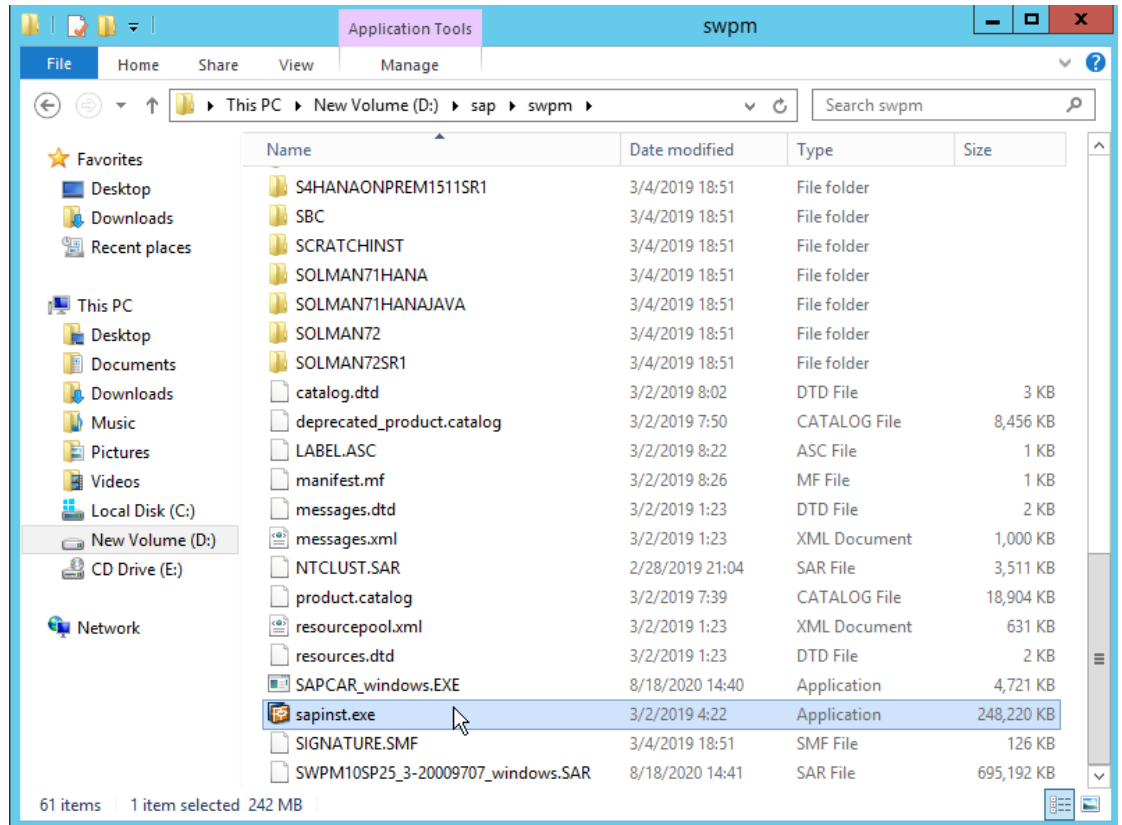 Application Tools swpm
File Home Share View Manage
This PC New Volume (D:) sap swpm Search swpm
Favorites
Desktop
Downloads
Recent places
This PC
Desktop
Documents
Downloads
Music
Pictures
Videos
Local Disk (C:)
New Volume (D:)
CD Drive (E:)
Network
Name Date modified Type Size
S4HANAONPREM1511SR1 3/4/2019 18:51 File folder
SBC 3/4/2019 18:51 File folder
SCRATCHINST 3/4/2019 18:51 File folder
SOLMAN71HANA 3/4/2019 18:51 File folder
SOLMAN71HANAJAVA 3/4/2019 18:51 File folder
SOLMAN72 3/4/2019 18:51 File folder
SOLMAN72SR1 3/4/2019 18:51 File folder
catalog.dtd 3/2/2019 8:02 DTD File 3 KB
deprecated_product.catalog 3/2/2019 7:50 CATALOG File 8,456 KB
LABEL.ASC 3/2/2019 8:22 ASC File 1 KB
manifest.mf 3/2/2019 8:26 MF File 1 KB
messages.dtd 3/2/2019 1:23 DTD File 2 KB
messages.xml 3/2/2019 1:23 XML Document 1,000 KB
NTCLUST.SAR 2/28/2019 21:04 SAR File 3,511 KB
product.catalog 3/2/2019 7:39 CATALOG File 18,904 KB
resourcepool.xml 3/2/2019 1:23 XML Document 631 KB
resources.dtd 3/2/2019 1:23 DTD File 2 KB
SAPCAR_windows.EXE 8/18/2020 14:40 Application 4,721 KB
sapinst.exe 3/2/2019 4:22 Application 248,220 KB
SIGNATURE.SMF 3/4/2019 18:51 SMF File 126 KB
SWPM10SP25_3-20009707_windows.SAR 8/18/2020 14:41 SAR File 695,192 KB
61 items 1 item selected 242 MB